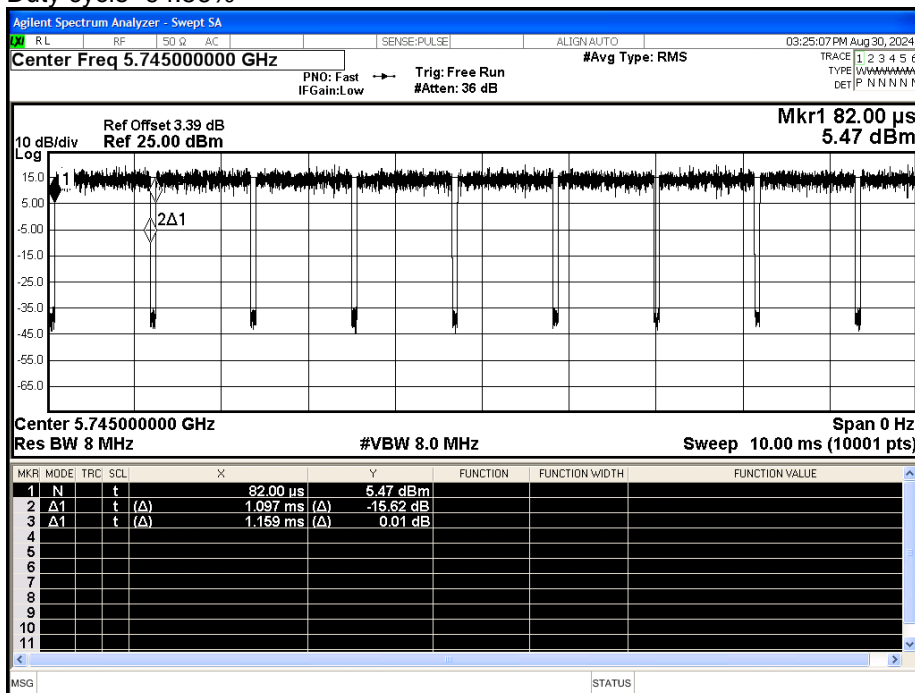 Agilent Spectrum Analyzer - Swept SA
LXI RL RF 50 Ω AC SENSE:PULSE ALIGN AUTO 03:25:07 PM Aug 30, 2024
Center Freq 5.745000000 GHz #Avg Type: RMS TRACE 1 2 3 4 5 6
PNO: Fast Trig: Free Run TYPE
IFGain:Low #Atten: 36 dB DET P N N N N N
Mkr1 82.00 µs
Ref Offset 3.39 dB 5.47 dBm
10 dB/div Ref 25.00 dBm
Log
15.0 1
5.00
2Δ1
-5.00
-15.0
-25.0
-35.0
-45.0
-55.0
-65.0
Center 5.745000000 GHz Span 0 Hz
Res BW 8 MHz #VBW 8.0 MHz Sweep 10.00 ms (10001 pts)
MKR MODE TRC SCL X Y FUNCTION FUNCTION WIDTH FUNCTION VALUE
1 N t 82.00 µs 5.47 dBm
2 Δ1 t (Δ) 1.097 ms (Δ) -15.62 dB
3 Δ1 t (Δ) 1.159 ms (Δ) 0.01 dB
4
5
6
7
8
9
10
11
MSG STATUS